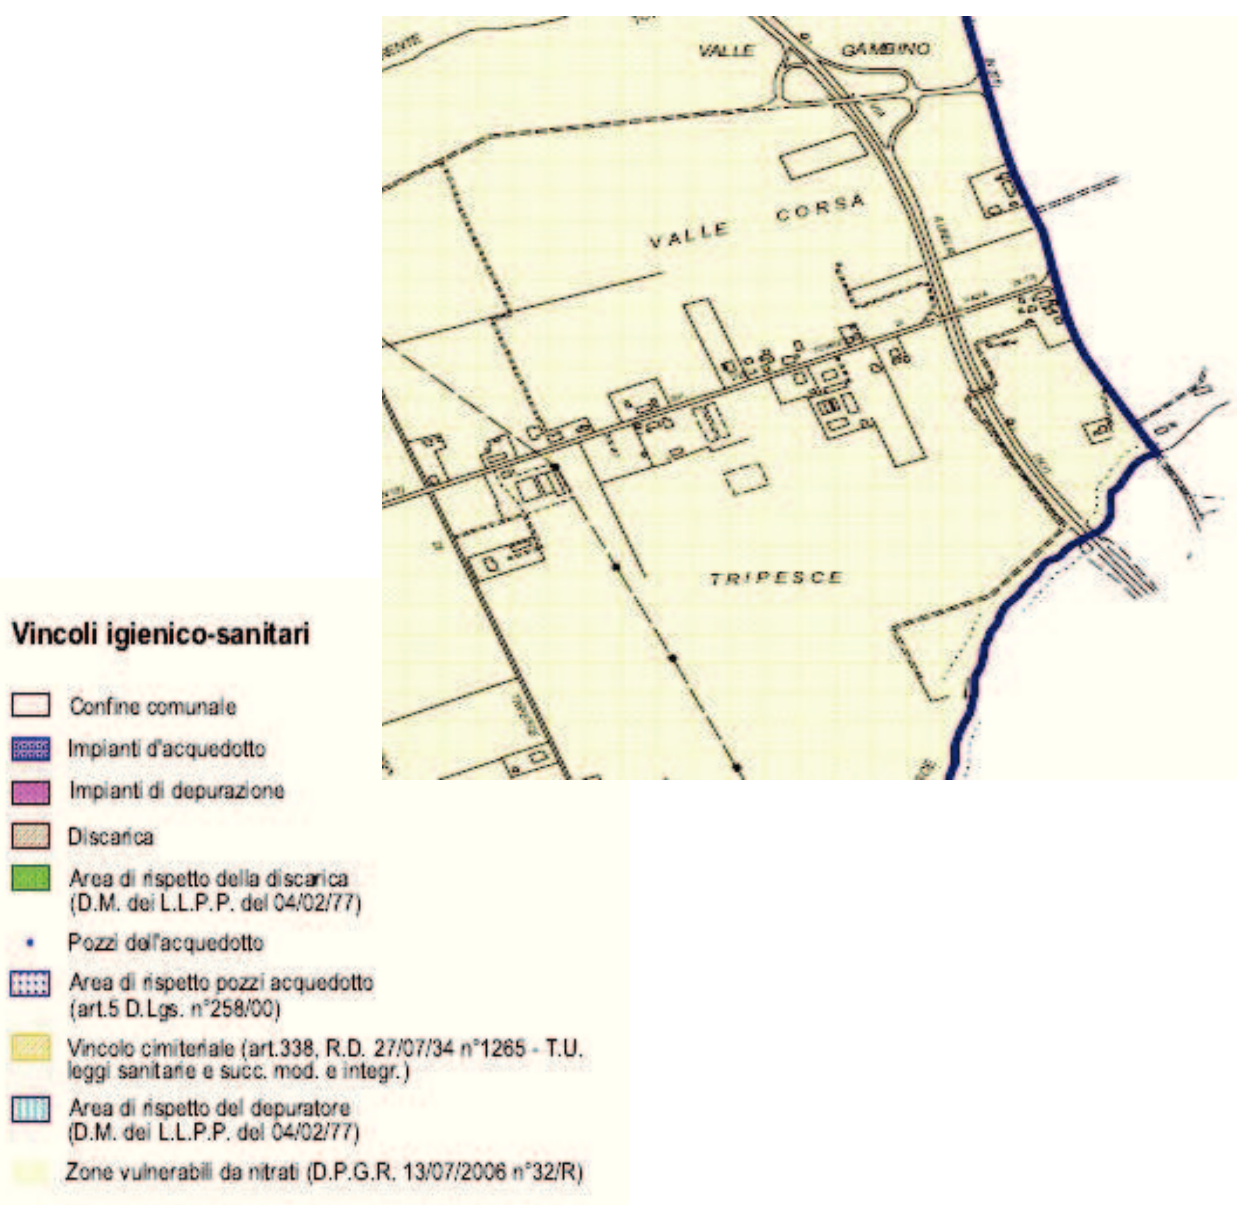 VALLE GAMBINO
VALLE CORSA
TRIPESCE
Vincoli igienico-sanitari
Confine comunale
Impianti d'acquedotto
Impianti di depurazione
Discarica
Area di rispetto della discarica
(D.M. dei L.L.P.P. del 04/02/77)
Pozzi dell'acquedotto
Area di rispetto pozzi acquedotto
(art.5 D.Lgs. n°258/00)
Vincolo cimiteriale (art.338, R.D. 27/07/34 n°1265 - T.U.
leggi sanitarie e succ. mod. e integr.)
Area di rispetto del depuratore
(D.M. dei L.L.P.P. del 04/02/77)
Zone vulnerabili da nitrati (D.P.G.R. 13/07/2006 n°32/R)